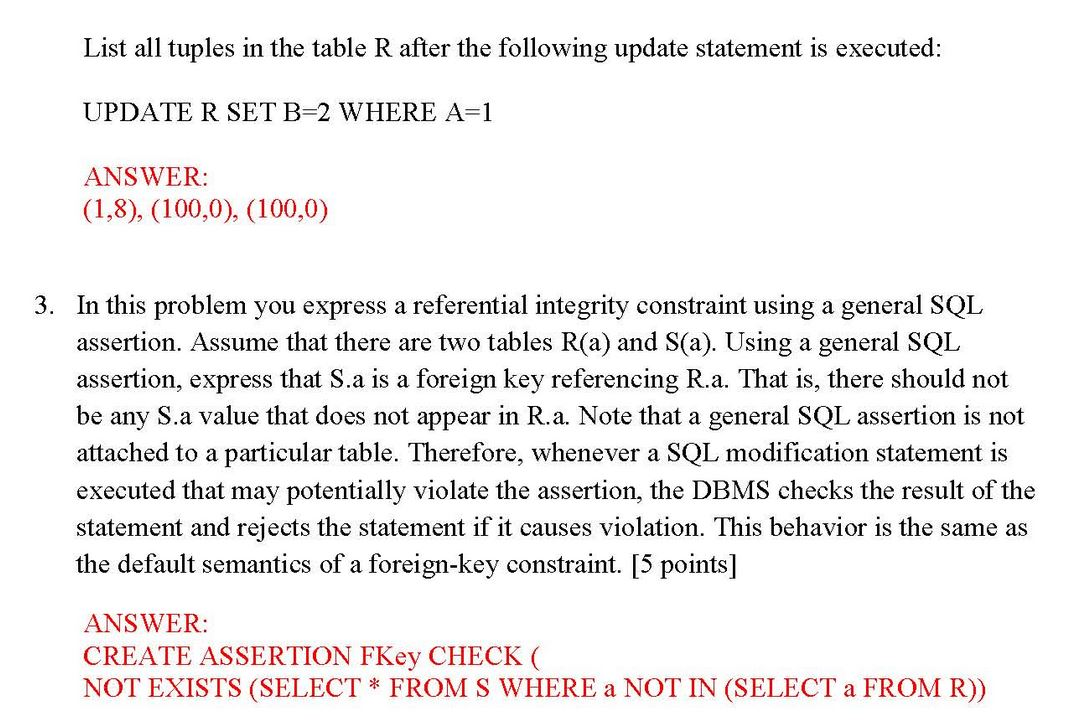 List all tuples in the table R after the following update statement is executed:
UPDATE R SET B=2 WHERE A=1
ANSWER:
(1,8), (100,0), (100,0)
3. In this problem you express a referential integrity constraint using a general SQL
assertion. Assume that there are two tables R(a) and S(a). Using a general SQL
assertion, express that S.a is a foreign key referencing R.a. That is, there should not
be any S.a value that does not appear in R.a. Note that a general SQL assertion is not
attached to a particular table. Therefore, whenever a SQL modification statement is
executed that may potentially violate the assertion, the DBMS checks the result of the
statement and rejects the statement if it causes violation. This behavior is the same as
the default semantics of a foreign-key constraint. [5 points]
ANSWER:
CREATE ASSERTION FKey CHECK (
NOT EXISTS (SELECT * FROM S WHERE a NOT IN (SELECT a FROM R))